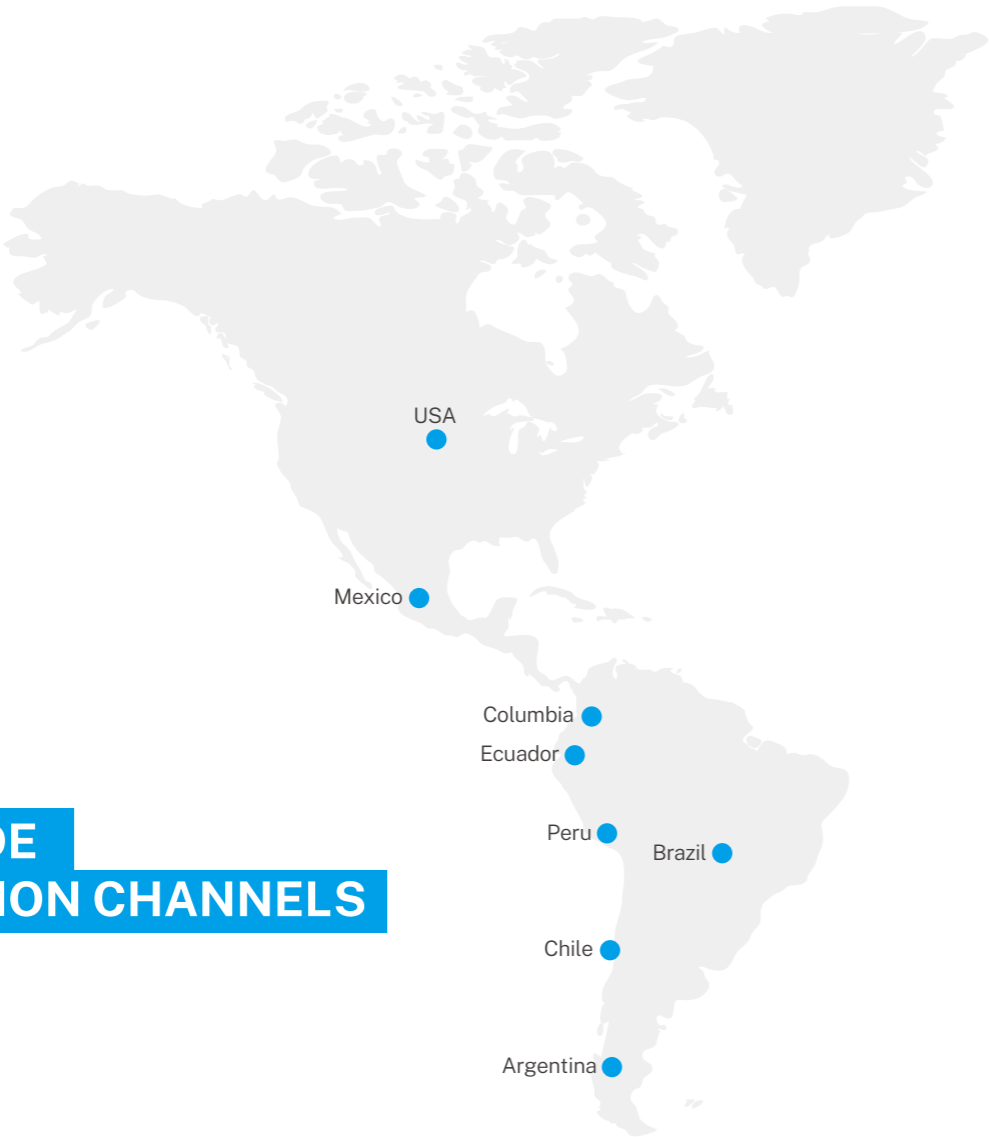 USA
Mexico
Columbia
Ecuador
Peru
Brazil
DE
ION CHANNELS
Chile
Argentina